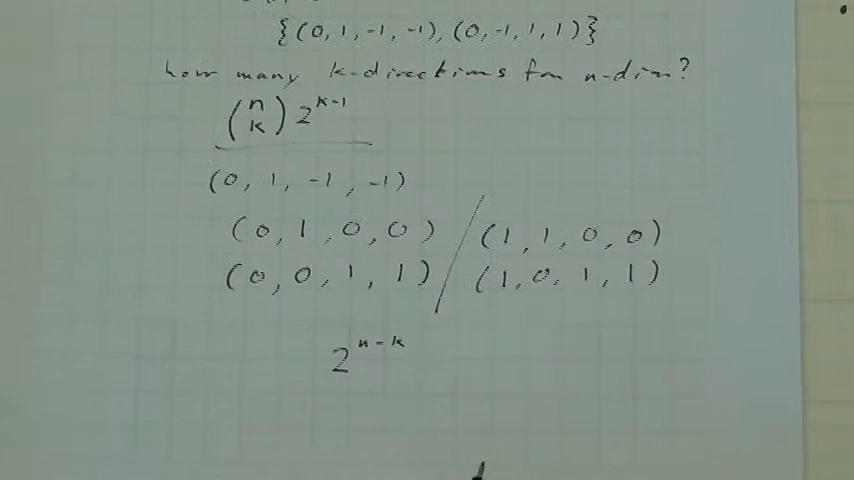 {(0, 1, -1, -1), (0, -1, 1, 1)}
how many k-directions for n-dim?
(n k) 2^{k-1}
(0, 1, -1, -1)
(0, 1, 0, 0) / (1, 1, 0, 0)
(0, 0, 1, 1) / (1, 0, 1, 1)
2^{n-k}